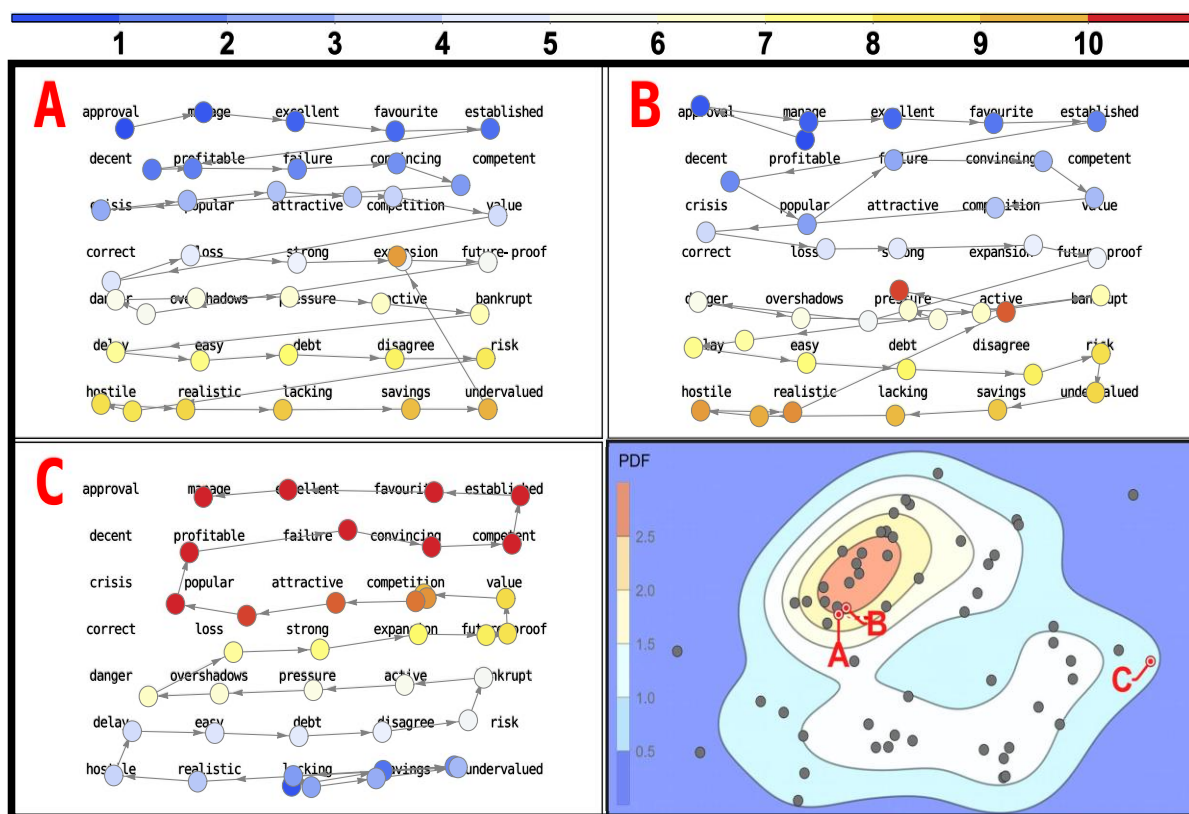 1 2 3 4 5 6 7 8 9 10
A
approval manage excellent favourite established
decent profitable failure convincing competent
crisis popular attractive competition value
correct loss strong expansion future-proof
danger overshadows pressure active bankrupt
delay easy debt disagree risk
hostile realistic lacking savings undervalued
B
approval manage excellent favourite established
decent profitable failure convincing competent
crisis popular attractive competition value
correct loss strong expansion future-proof
danger overshadows pressure active bankrupt
delay easy debt disagree risk
hostile realistic lacking savings undervalued
C
approval manage excellent favourite established
decent profitable failure convincing competent
crisis popular attractive competition value
correct loss strong expansion future-proof
danger overshadows pressure active bankrupt
delay easy debt disagree risk
hostile realistic lacking savings undervalued
PDF
2.5
2.0
1.5
1.0
0.5
B
A
C